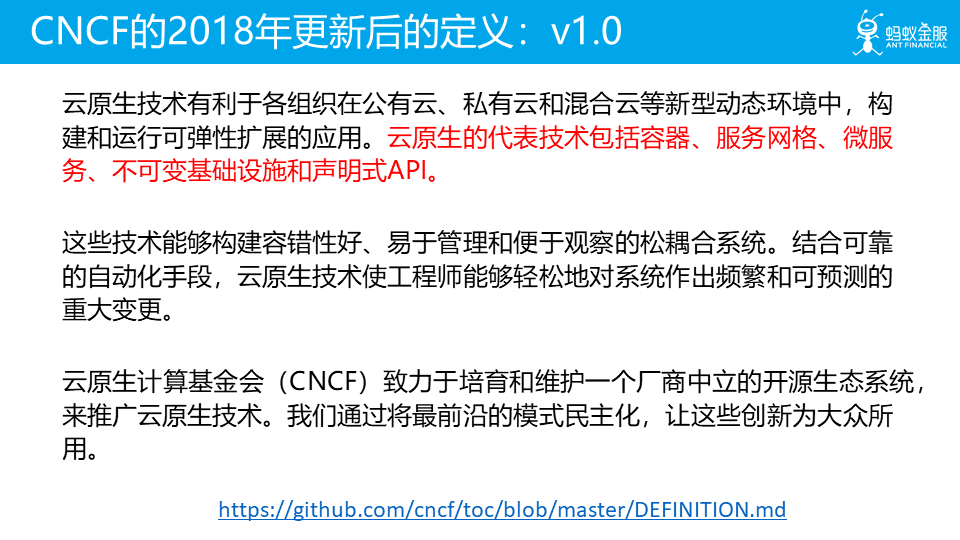 CNCF的2018年更新后的定义：v1.0
蚂蚁金服
ANT FINANCIAL
云原生技术有利于各组织在公有云、私有云和混合云等新型动态环境中，构
建和运行可弹性扩展的应用。云原生的代表技术包括容器、服务网格、微服
务、不可变基础设施和声明式API。
这些技术能够构建容错性好、易于管理和便于观察的松耦合系统。结合可靠
的自动化手段，云原生技术使工程师能够轻松地对系统作出频繁和可预测的
重大变更。
云原生计算基金会（CNCF）致力于培育和维护一个厂商中立的开源生态系统，
来推广云原生技术。我们通过将最前沿的模式民主化，让这些创新为大众所
用。
https://github.com/cncf/toc/blob/master/DEFINITION.md